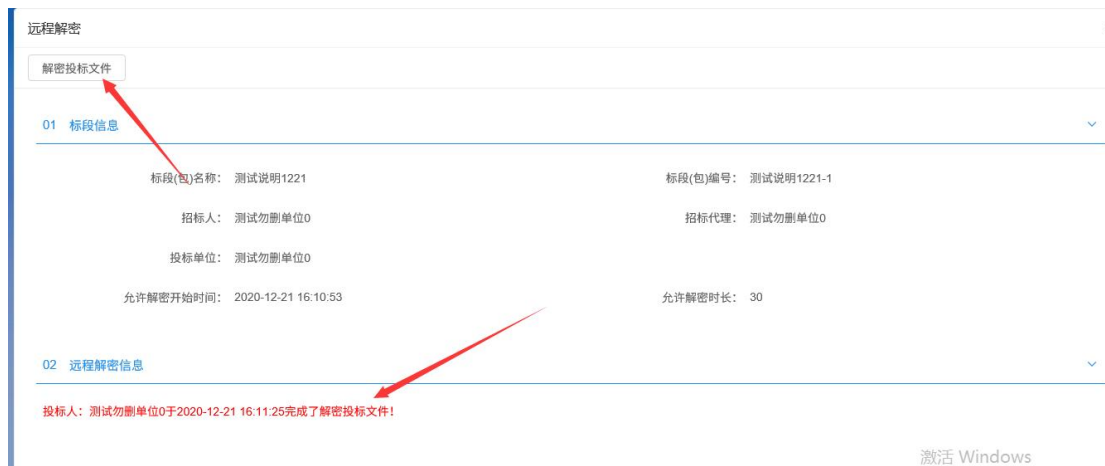 远程解密
解密投标文件
01 标段信息
标段(包)名称： 测试说明1221 标段(包)编号： 测试说明1221-1
招标人： 测试勿删单位0 招标代理： 测试勿删单位0
投标单位： 测试勿删单位0
允许解密开始时间： 2020-12-21 16:10:53 允许解密时长： 30
02 远程解密信息
投标人：测试勿删单位0于2020-12-21 16:11:25完成了解密投标文件！
激活 Windows